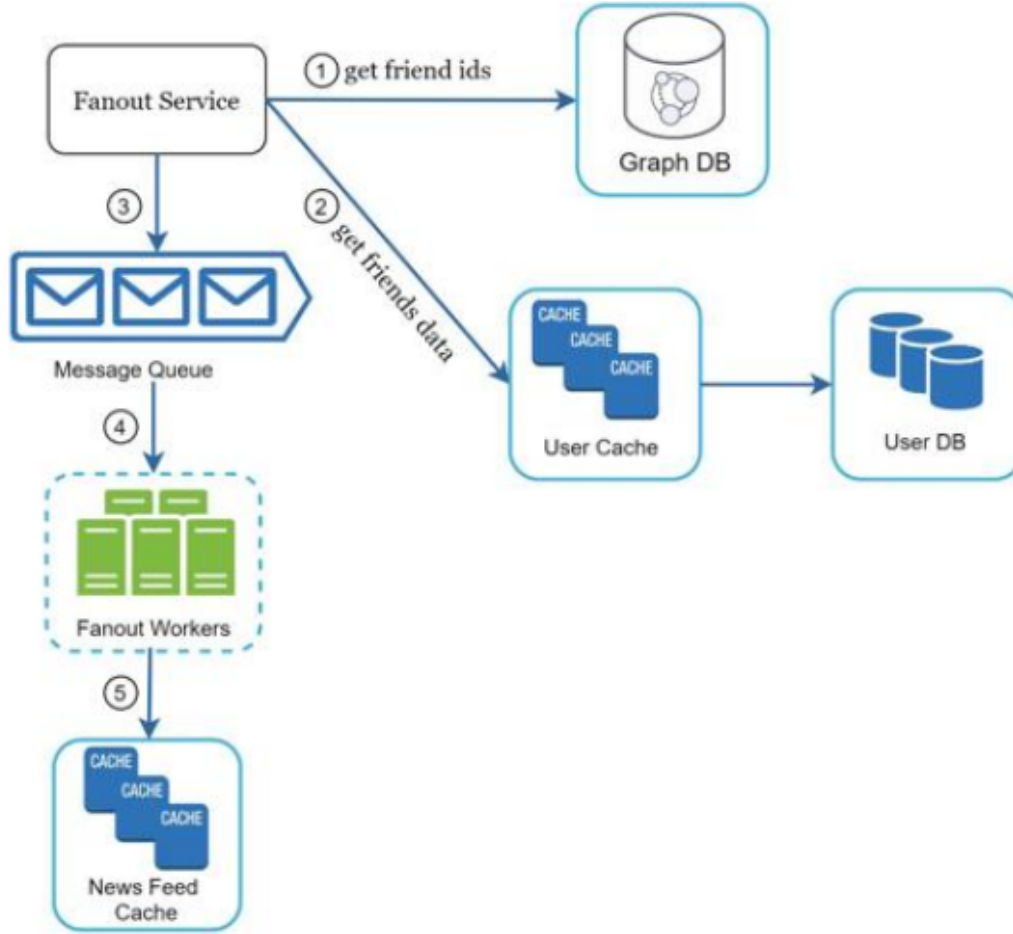 Fanout Service
① get friend ids
Graph DB
② get friends data
③
Message Queue
CACHE
CACHE
CACHE
User Cache
User DB
④
Fanout Workers
⑤
CACHE
CACHE
CACHE
News Feed
Cache